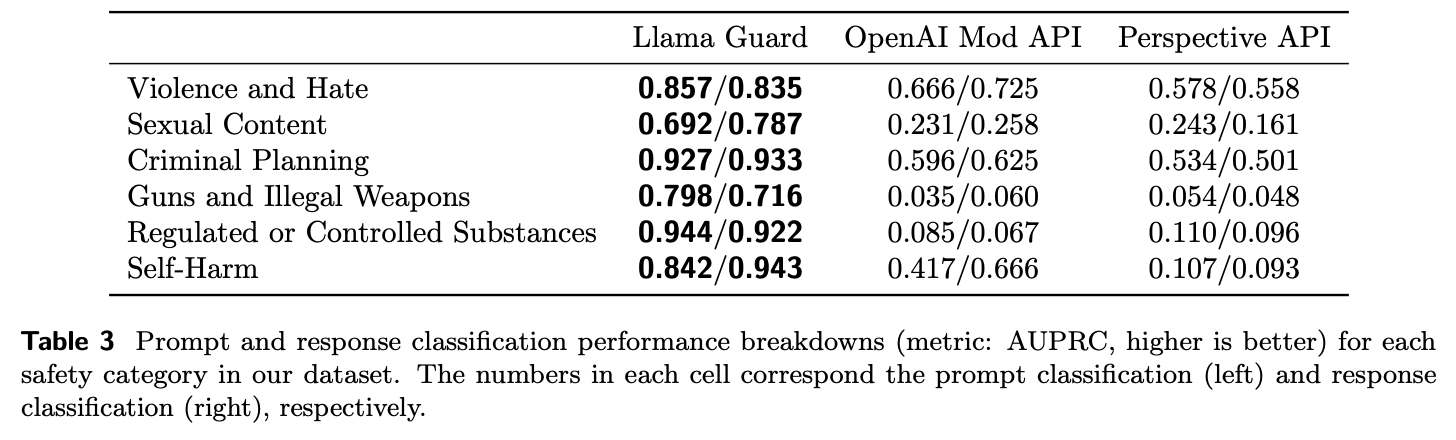 Llama Guard OpenAI Mod API Perspective API
Violence and Hate 0.857/0.835 0.666/0.725 0.578/0.558
Sexual Content 0.692/0.787 0.231/0.258 0.243/0.161
Criminal Planning 0.927/0.933 0.596/0.625 0.534/0.501
Guns and Illegal Weapons 0.798/0.716 0.035/0.060 0.054/0.048
Regulated or Controlled Substances 0.944/0.922 0.085/0.067 0.110/0.096
Self-Harm 0.842/0.943 0.417/0.666 0.107/0.093
Table 3 Prompt and response classification performance breakdowns (metric: AUPRC, higher is better) for each
safety category in our dataset. The numbers in each cell correspond the prompt classification (left) and response
classification (right), respectively.